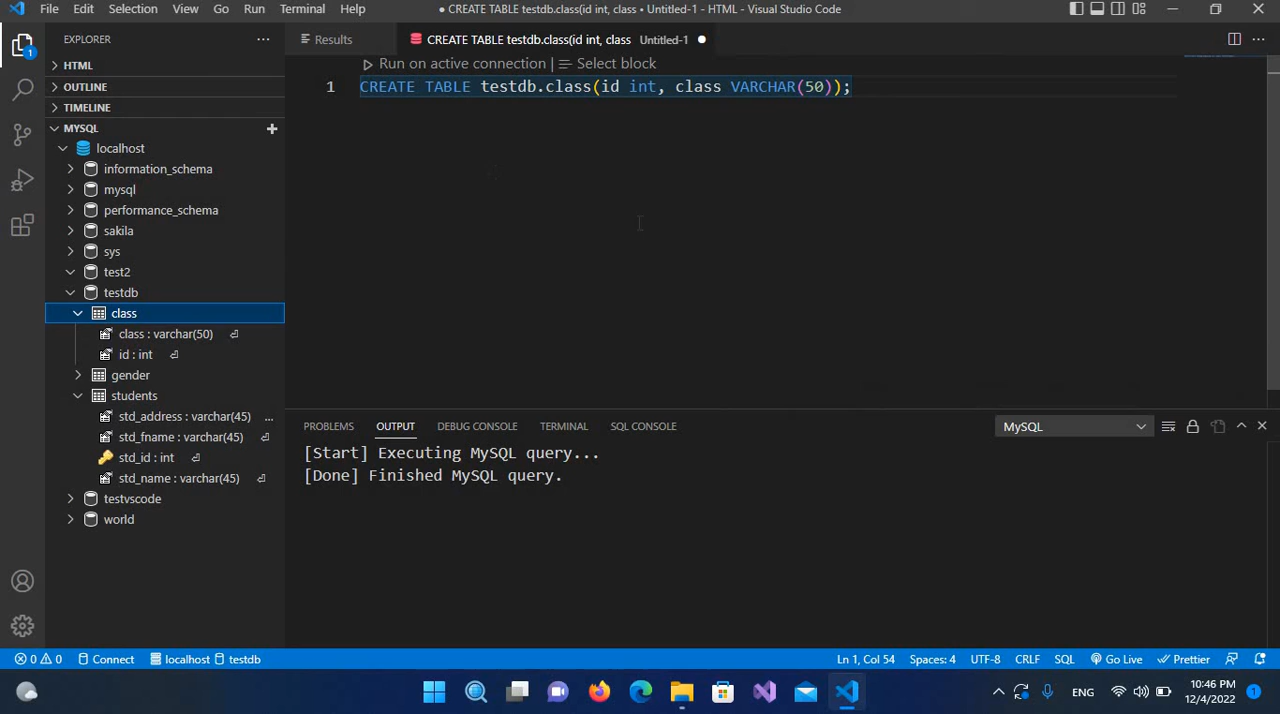 File Edit Selection View Go Run Terminal Help ● CREATE TABLE testdb.class(id int, class • Untitled-1 - HTML - Visual Studio Code
EXPLORER
Results CREATE TABLE testdb.class(id int, class Untitled-1
Run on active connection | Select block
1 CREATE TABLE testdb.class(id int, class VARCHAR(50));
HTML
OUTLINE
TIMELINE
MYSQL
localhost
information_schema
mysql
performance_schema
sakila
sys
test2
testdb
class
class : varchar(50)
id : int
gender
students
std_address : varchar(45) ...
std_fname : varchar(45)
std_id : int
std_name : varchar(45)
testvscode
world
1
PROBLEMS OUTPUT DEBUG CONSOLE TERMINAL SQL CONSOLE MySQL
[Start] Executing MySQL query...
[Done] Finished MySQL query.
0 0 Connect localhost testdb Ln 1, Col 54 Spaces: 4 UTF-8 CRLF SQL Go Live Prettier
ENG 10:46 PM
12/4/2022 1